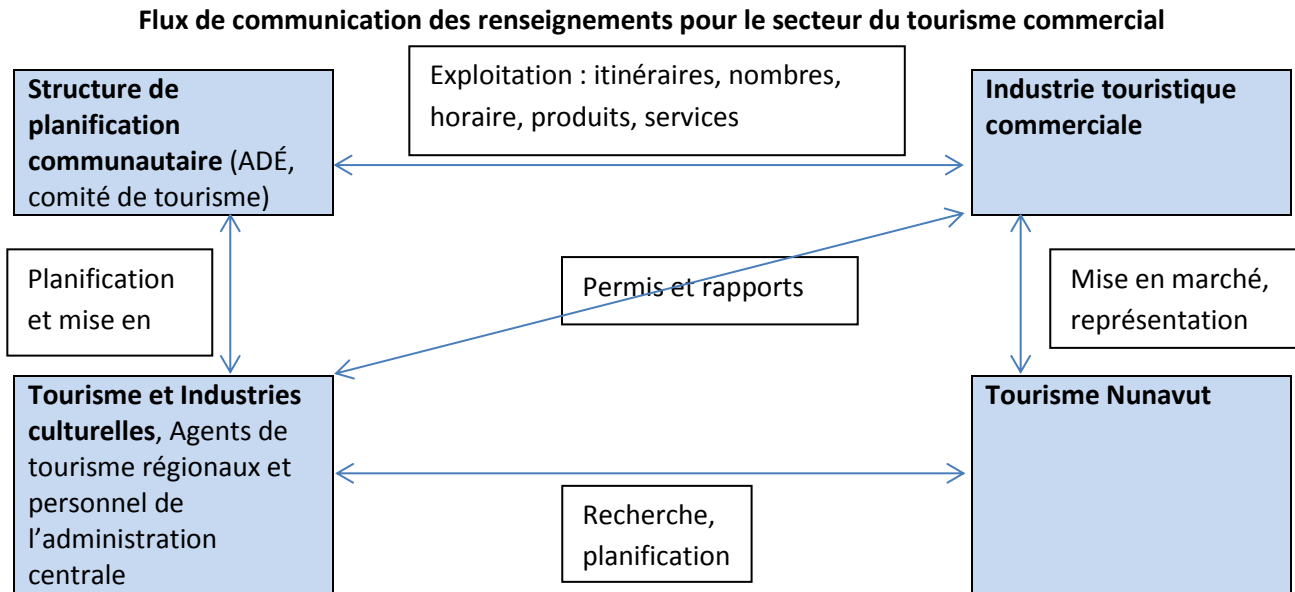 Flux de communication des renseignements pour le secteur du tourisme commercial
Structure de
planification
communautaire (ADÉ,
comité de tourisme)
Exploitation : itinéraires, nombres,
horaire, produits, services
Industrie touristique
commerciale
Planification
et mise en
Permis et rapports
Mise en marché,
représentation
Tourisme et Industries
culturelles, Agents de
tourisme régionaux et
personnel de
l’administration
centrale
Recherche,
planification
Tourisme Nunavut